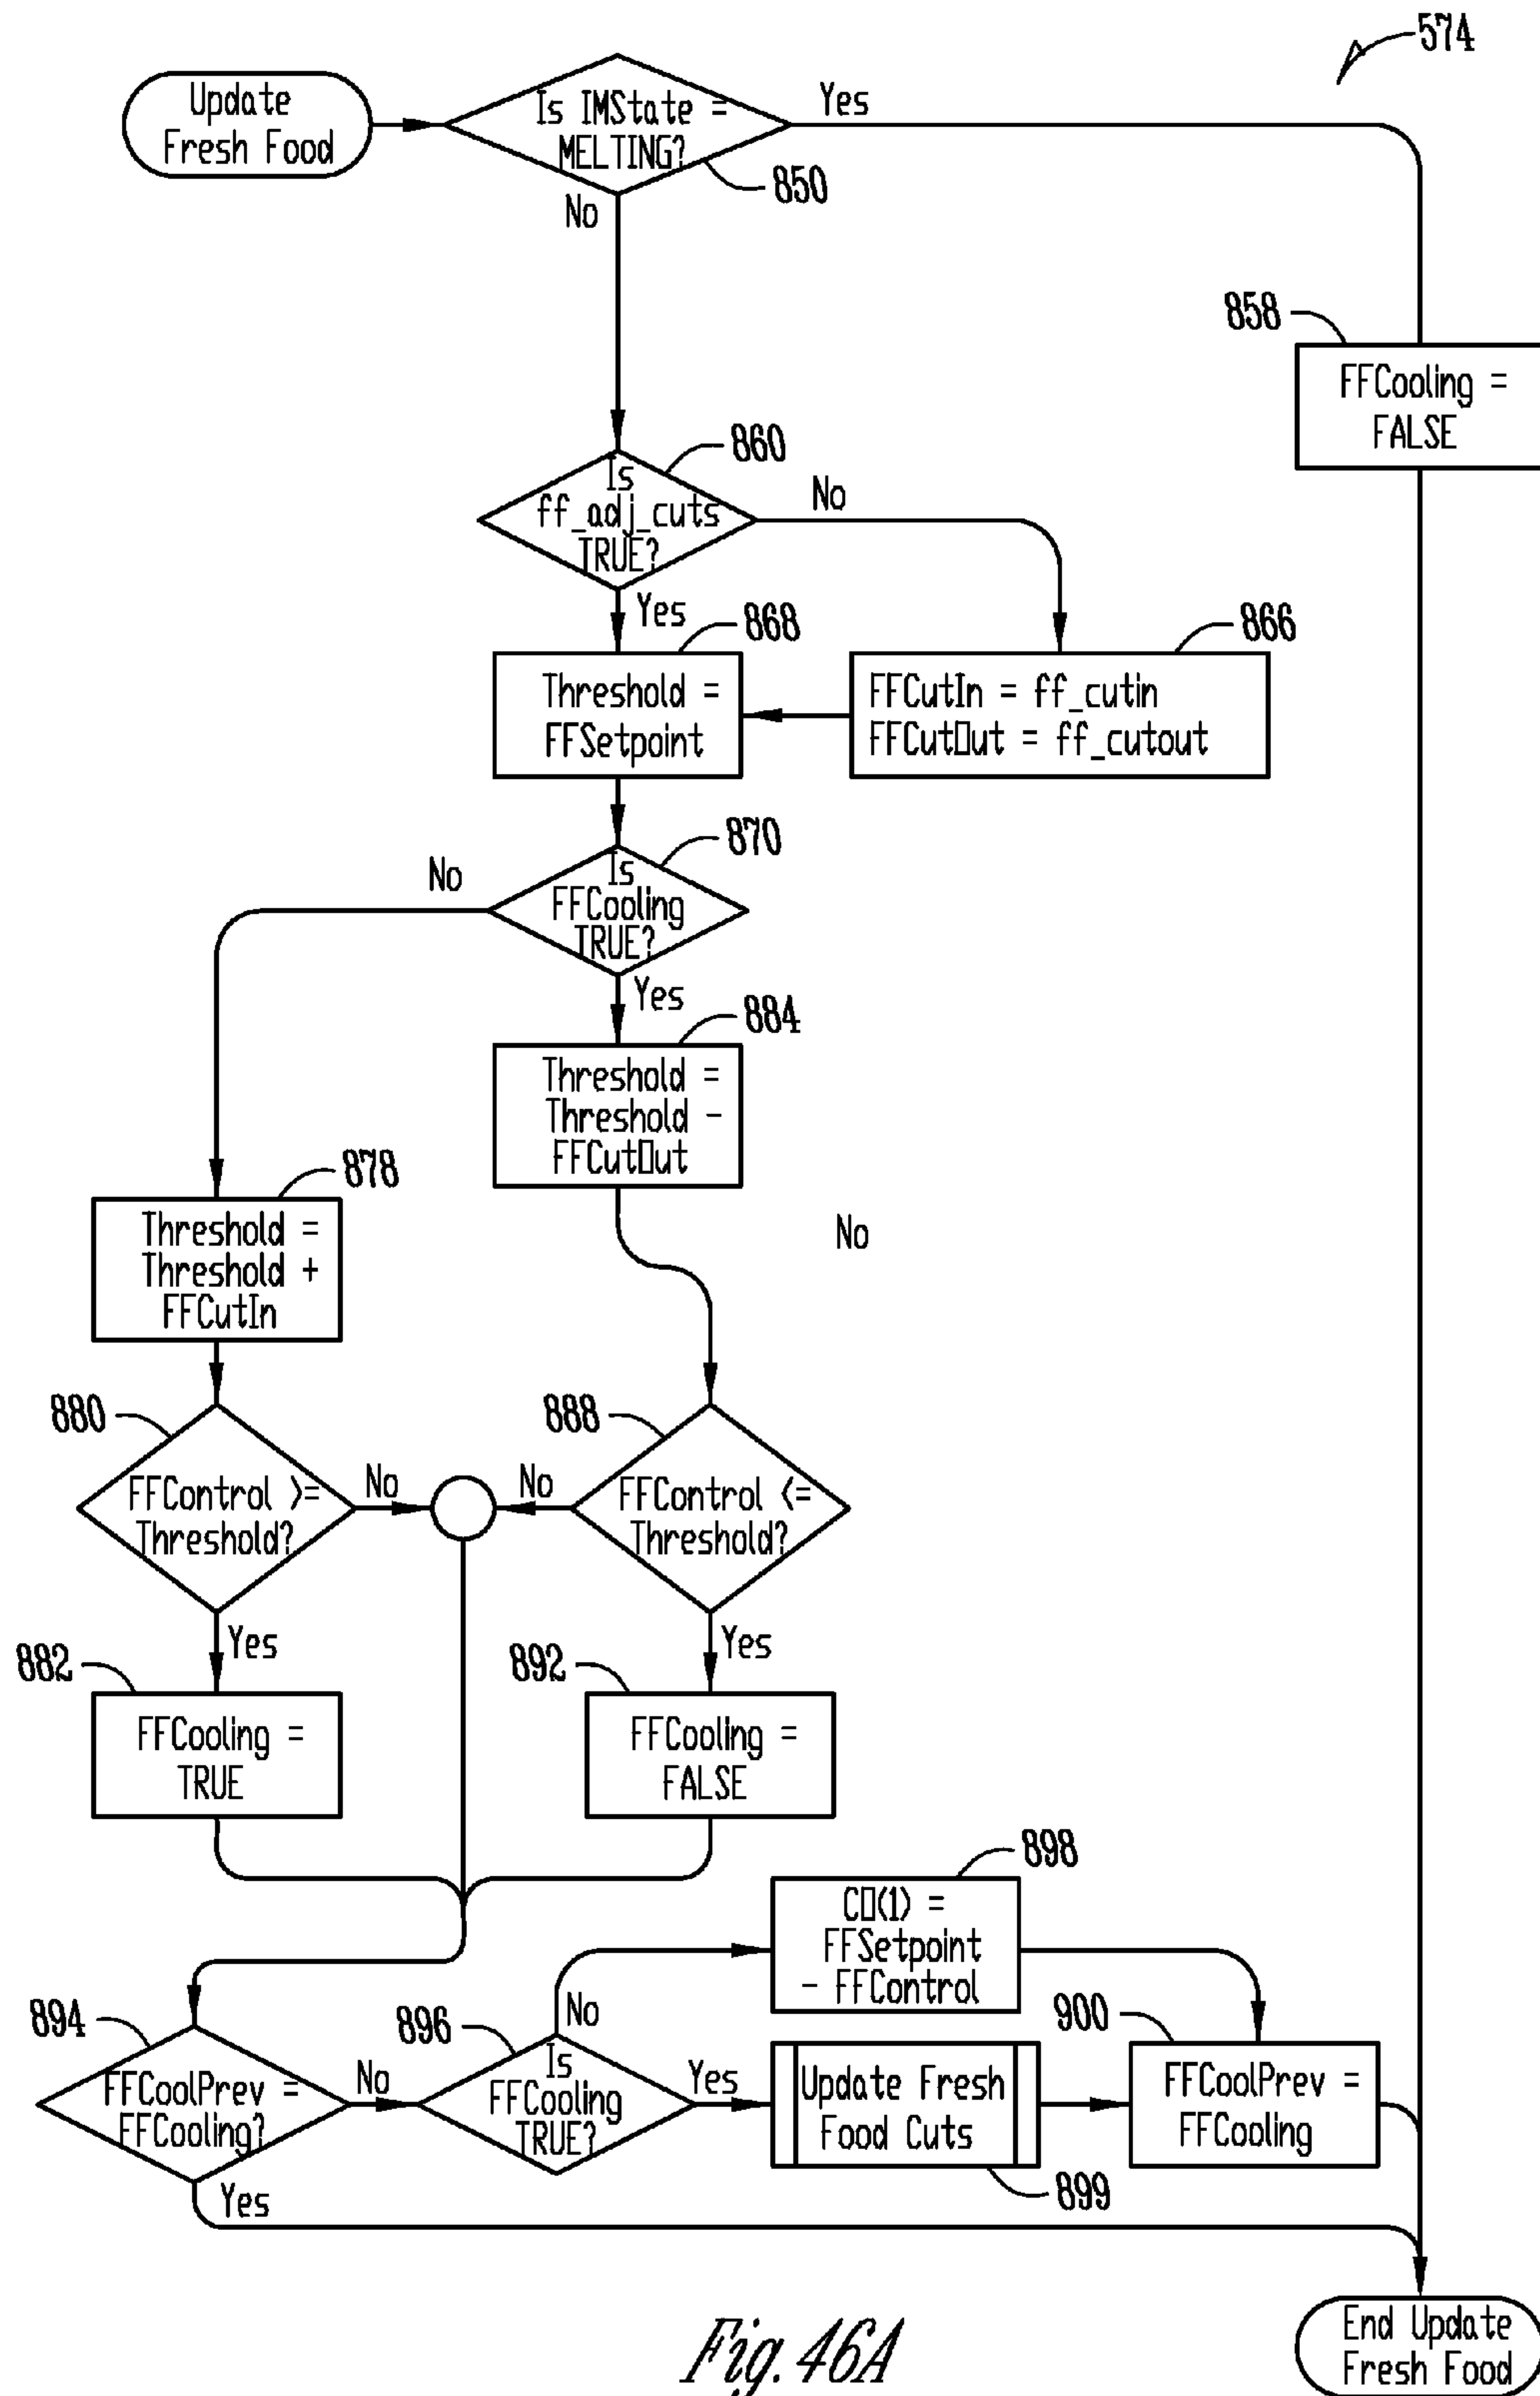 574
Update
Fresh Food
Is IMState =
MELTING?
Yes
850
No
858
FFCooling =
FALSE
860
Is
ff_adj_cuts
TRUE?
No
Yes
868
866
Threshold =
FFSetpoint
FFCutIn = ff_cutin
FFCutOut = ff_cutout
870
Is
FFCooling
TRUE?
No
Yes
884
Threshold =
Threshold -
FFCutOut
878
Threshold =
Threshold +
FFCutIn
No
880
888
FFControl >=
Threshold?
No
No
FFControl <=
Threshold?
Yes
Yes
882
892
FFCooling =
TRUE
FFCooling =
FALSE
898
CO(1) =
FFSetpoint
- FFControl
894
896
900
No
FFCoolPrev =
FFCooling?
No
Is
FFCooling
TRUE?
Yes
Update Fresh
Food Cuts
FFCoolPrev =
FFCooling
899
Yes
End Update
Fresh Food
Fig. 46A